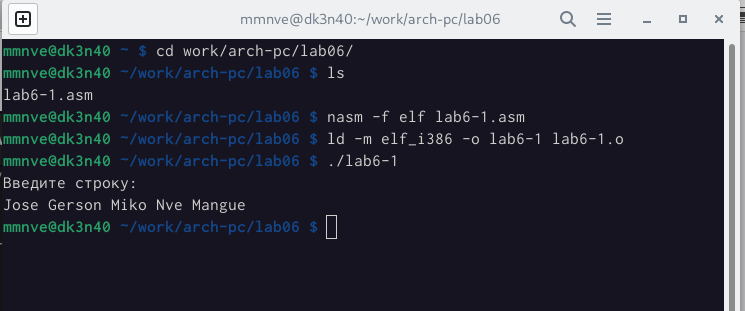 mmnve@dk3n40:~/work/arch-pc/lab06
mmnve@dk3n40 ~ $ cd work/arch-pc/lab06/
mmnve@dk3n40 ~/work/arch-pc/lab06 $ ls
lab6-1.asm
mmnve@dk3n40 ~/work/arch-pc/lab06 $ nasm -f elf lab6-1.asm
mmnve@dk3n40 ~/work/arch-pc/lab06 $ ld -m elf_i386 -o lab6-1 lab6-1.o
mmnve@dk3n40 ~/work/arch-pc/lab06 $ ./lab6-1
Введите строку:
Jose Gerson Miko Nve Mangue
mmnve@dk3n40 ~/work/arch-pc/lab06 $